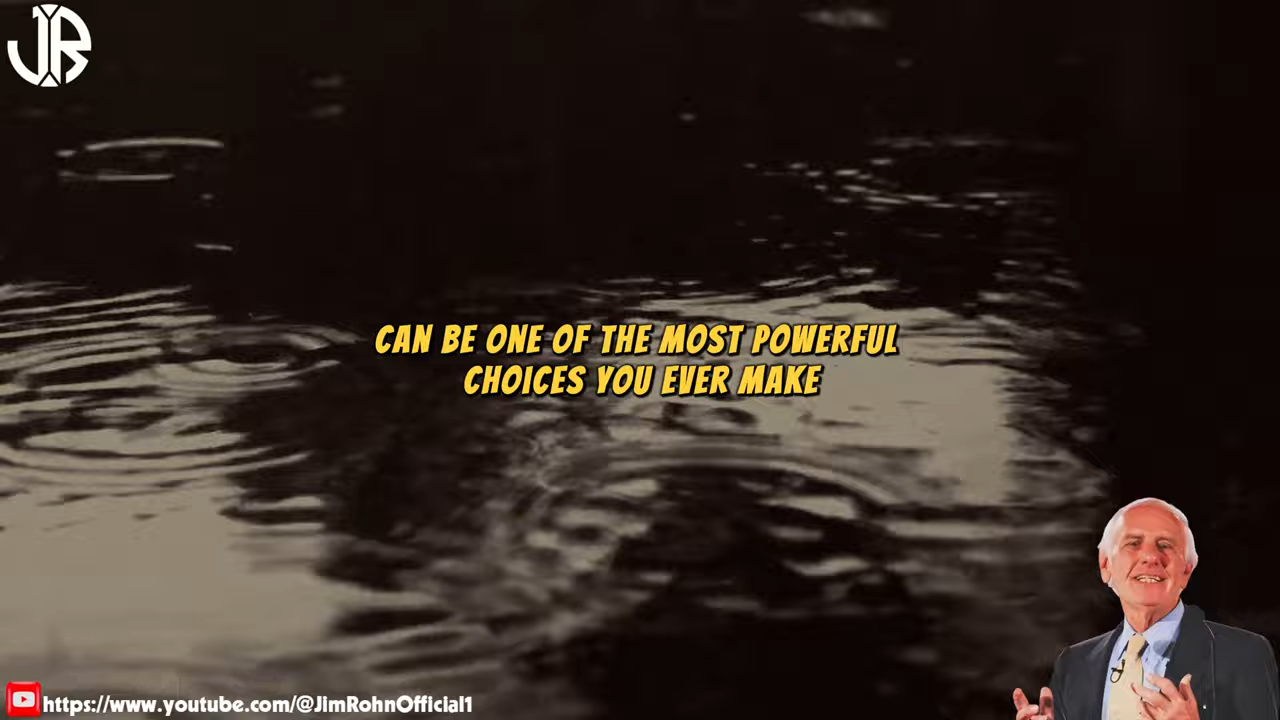 JR
CAN BE ONE OF THE MOST POWERFUL
CHOICES YOU EVER MAKE
https://www.youtube.com/@JimRohnOfficial1